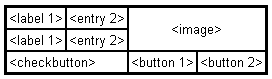 <label 1> <entry 2> <image>
<label 1> <entry 2>
<checkbutton> <button 1> <button 2>